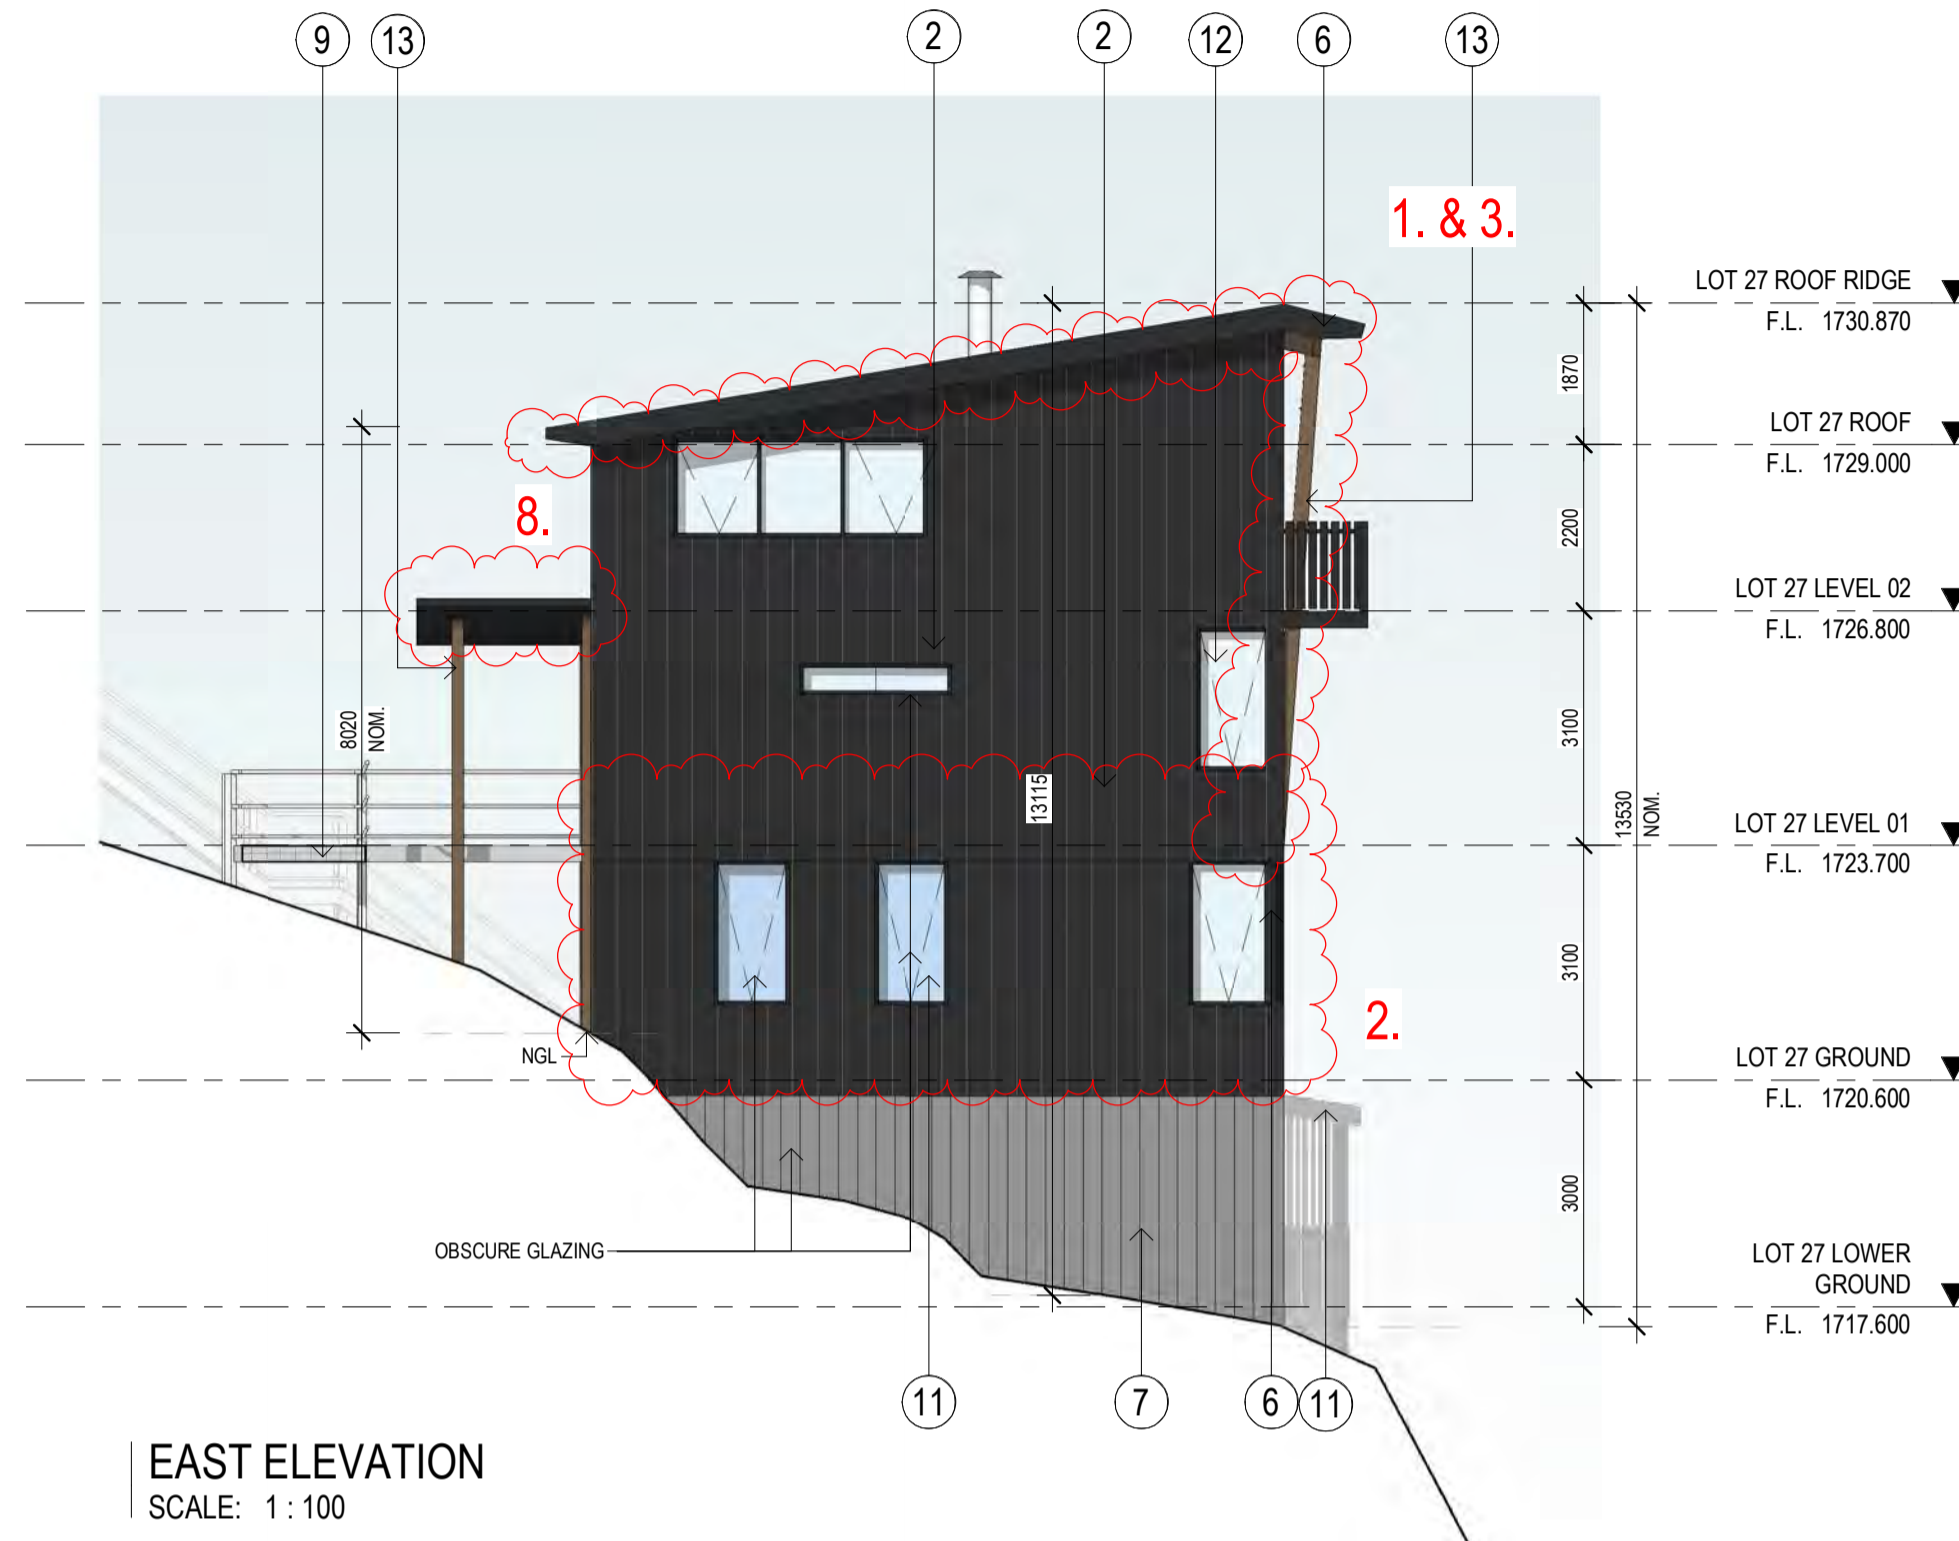 9
13
2
2
12
6
13
1. & 3.
LOT 27 ROOF RIDGE
F.L. 1730.870
1870
LOT 27 ROOF
F.L. 1729.000
8.
2200
LOT 27 LEVEL 02
F.L. 1726.800
8020
NOM.
3100
13115
13530
NOM.
LOT 27 LEVEL 01
F.L. 1723.700
3100
2.
NGL
LOT 27 GROUND
F.L. 1720.600
3000
OBSCURE GLAZING
LOT 27 LOWER
GROUND
F.L. 1717.600
11
7
6
11
EAST ELEVATION
SCALE: 1 : 100